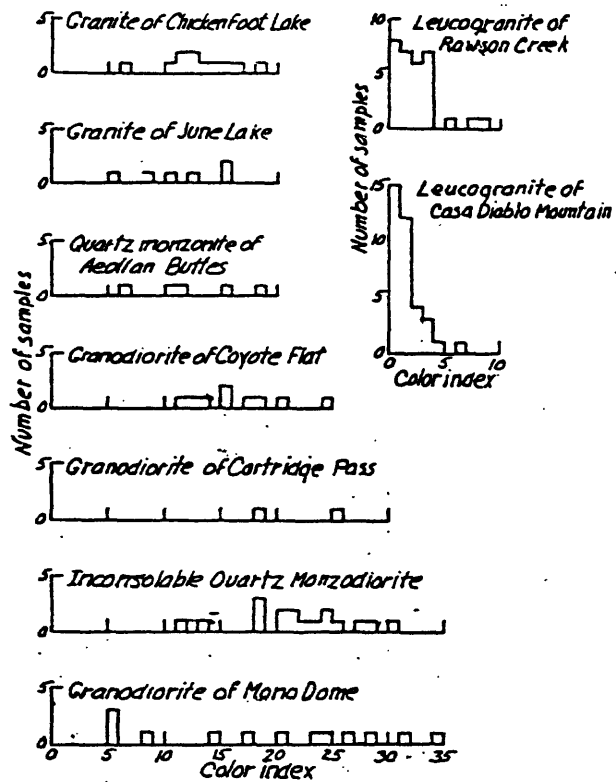 5
Granite of Chickenfoot Lake
0
5
Granite of June Lake
0
5
Quartz monzonite of
Aeolian Buttes
0
5
Granodiorite of Coyote Flat
0
5
Granodiorite of Cartridge Pass
0
5
Inconsolable Quartz Monzodiorite
0
5
Granodiorite of Mono Dome
0
0 5 10 15 20 25 30 35
Color index
Number of samples
10
Leucogranite of
Rawson Creek
5
0
15
Leucogranite of
Casa Diablo Mountain
10
5
0
0 5 10
Color index
Number of samples